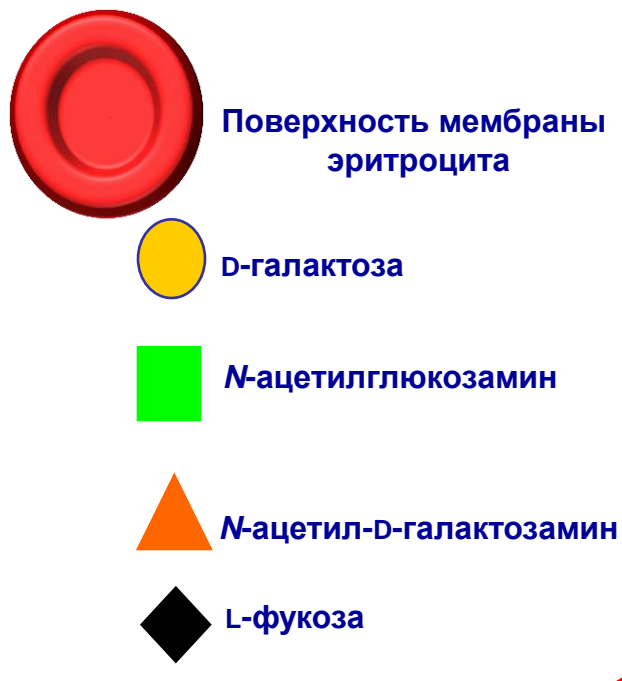 Поверхность мембраны
эритроцита
D-галактоза
N-ацетилглюкозамин
N-ацетил-D-галактозамин
L-фукоза